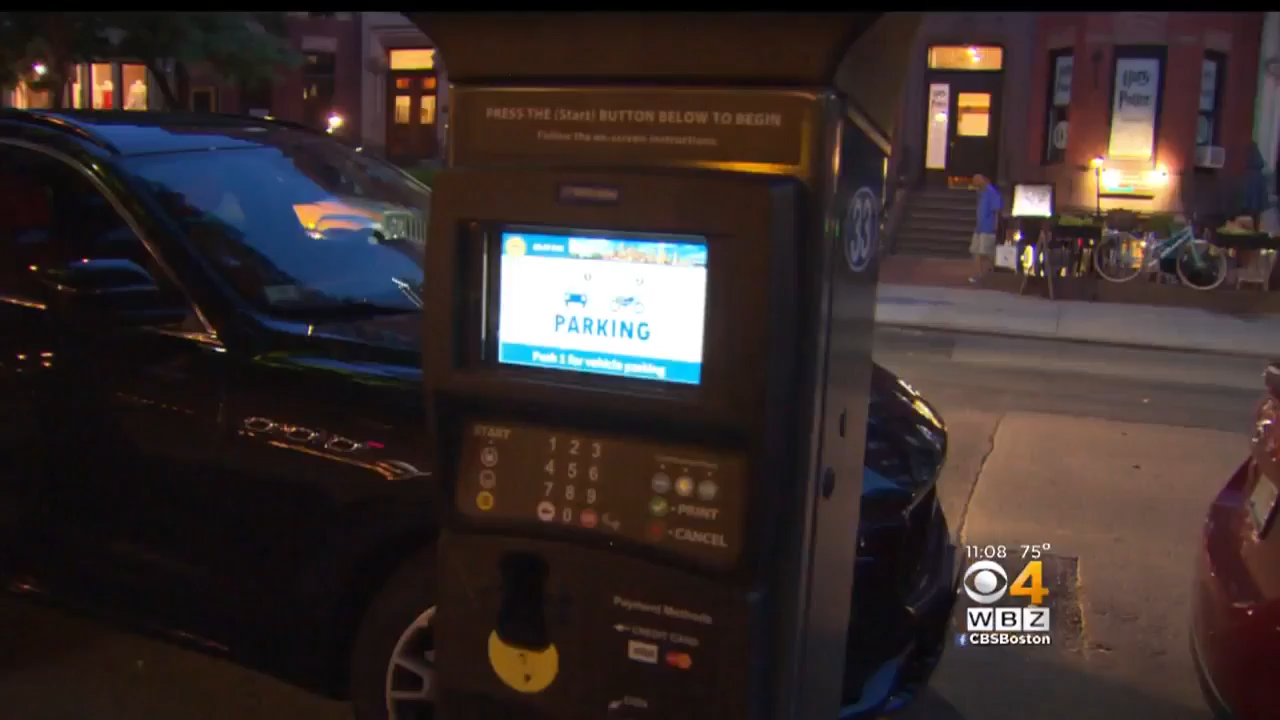 PRESS THE (Start) BUTTON BELOW TO BEGIN
Follow the on-screen instructions
Harry
Potter
33
PARKING
Push 1 for vehicle parking
START
1 2 3
4 5 6
7 8 9
0
- PRINT
- CANCEL
Payment Methods
CREDIT CARD
VISA
COIN
11:08 75°
4
WBZ
f CBSBoston